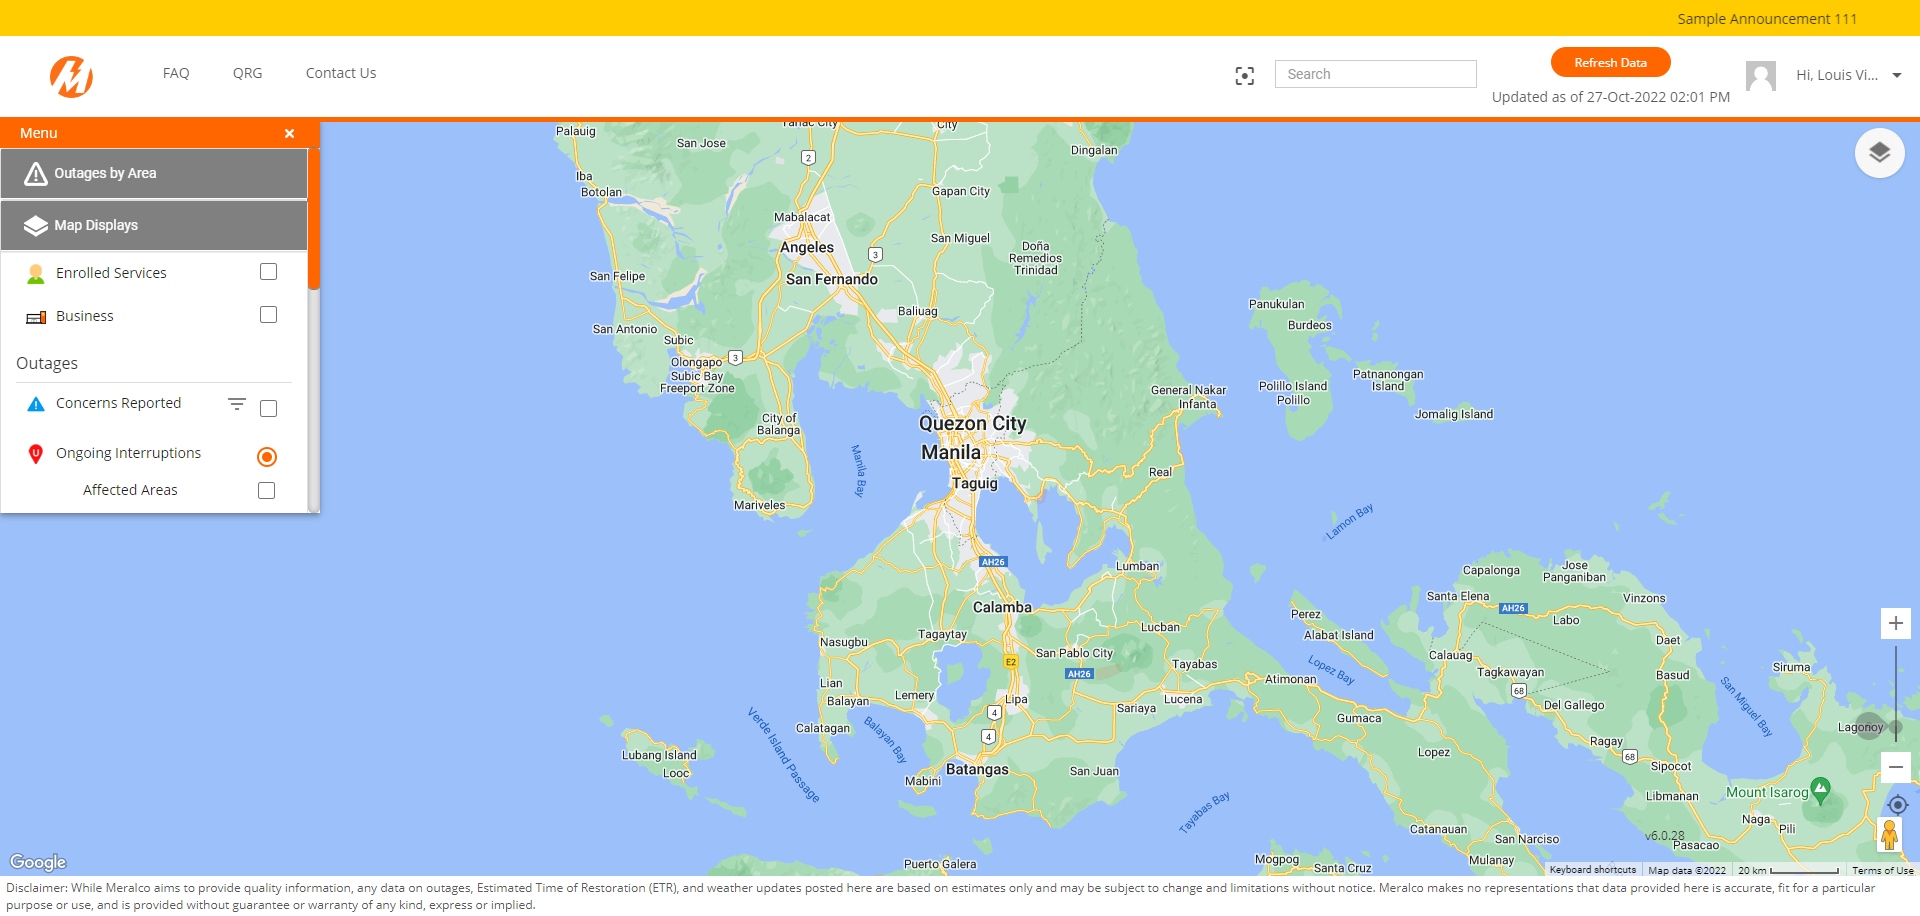 Sample Announcement 111
FAQ
QRG
Contact Us
Search
Refresh Data
Updated as of 27-Oct-2022 02:01 PM
Hi, Louis Vi...
Menu
×
Outages by Area
Map Displays
Enrolled Services
Business
Outages
Concerns Reported
Ongoing Interruptions
Affected Areas
Palauig
Tarlac City
City
San Jose
Dingalan
2
Iba
Botolan
Gapan City
Mabalacat
Angeles
San Miguel
3
Doña
Remedios
Trinidad
San Felipe
San Fernando
Baliuag
Panukulan
Burdeos
San Antonio
Subic
Olongapo
3
Subic Bay
Freeport Zone
Polillo Island
Polillo
Patnanongan
Island
Jomalig Island
General Nakar
Infanta
City of
Balanga
Quezon City
Manila
Taguig
Manila Bay
Real
Mariveles
Lamon Bay
AH26
Lumban
Capalonga
Jose
Panganiban
Calamba
Santa Elena
AH26
Vinzons
Perez
Labo
Tagaytay
Lucban
Alabat Island
Nasugbu
Daet
San Pablo City
E2
AH26
Tayabas
Lopez Bay
Calauag
Tagkawayan
68
Basud
Siruma
Lian
Balayan
Lemery
Lipa
4
Lucena
Sariaya
Atimonan
Gumaca
Del Gallego
San Miguel Bay
Calatagan
Verde Island Passage
Balayan Bay
4
Lopez
Ragay
68
Lagonoy
Lubang Island
Looc
Batangas
Mabini
San Juan
Sipocot
Libmanan
Mount Isarog
Tayabas Bay
Naga
Pili
Catanauan
San Narciso
v6.0.28
Pasacao
Puerto Galera
Mogpog
Santa Cruz
Mulanay
Google
Keyboard shortcuts
Map data ©2022
20 km
Terms of Use
Disclaimer: While Meralco aims to provide quality information, any data on outages, Estimated Time of Restoration (ETR), and weather updates posted here are based on estimates only and may be subject to change and limitations without notice. Meralco makes no representations that data provided here is accurate, fit for a particular
purpose or use, and is provided without guarantee or warranty of any kind, express or implied.